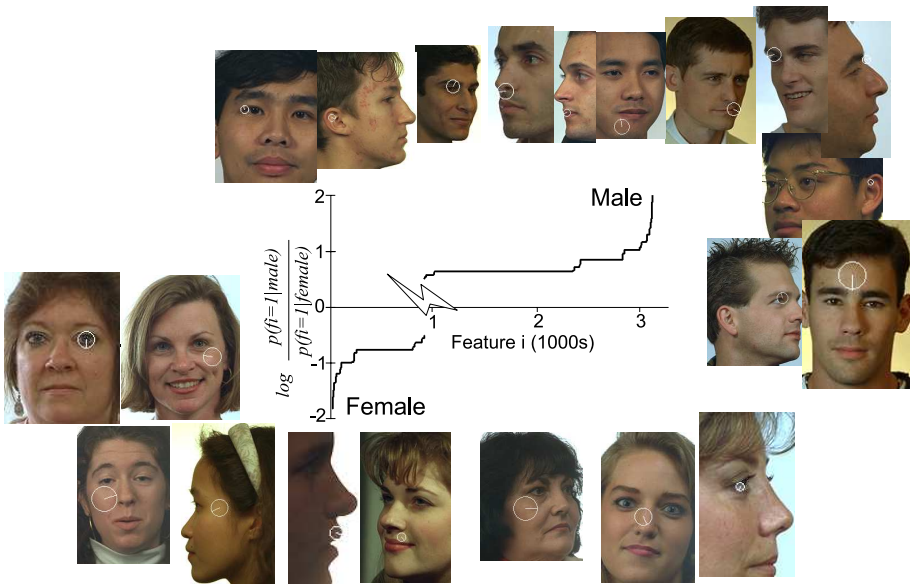 2
Male
1
0
1
2
3
Feature i (1000s)
log p(fi=1|male)
p(fi=1|female)
-1
-2
Female